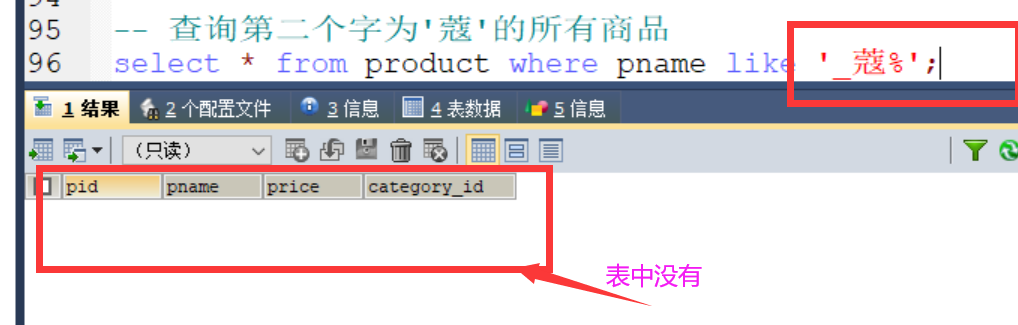 95 -- 查询第二个字为'蔻'的所有商品
96 select * from product where pname like '_蔻%';
1 结果 2 个配置文件 3 信息 4 表数据 5 信息
（只读）
pid pname price category_id
表中没有